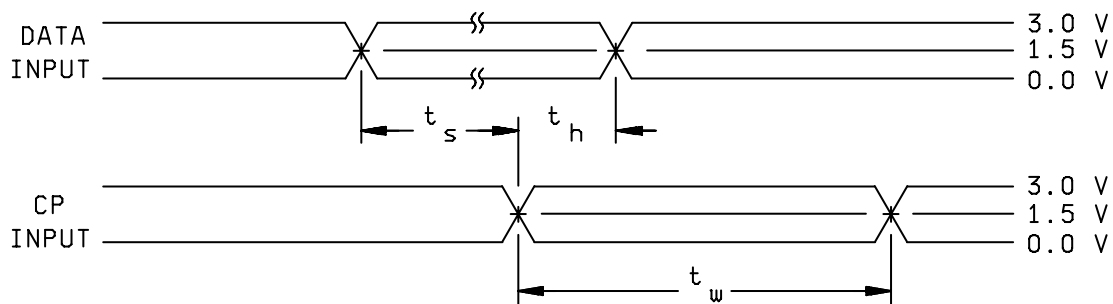 DATA INPUT
3.0 V
1.5 V
0.0 V
t s
t h
CP INPUT
3.0 V
1.5 V
0.0 V
t w